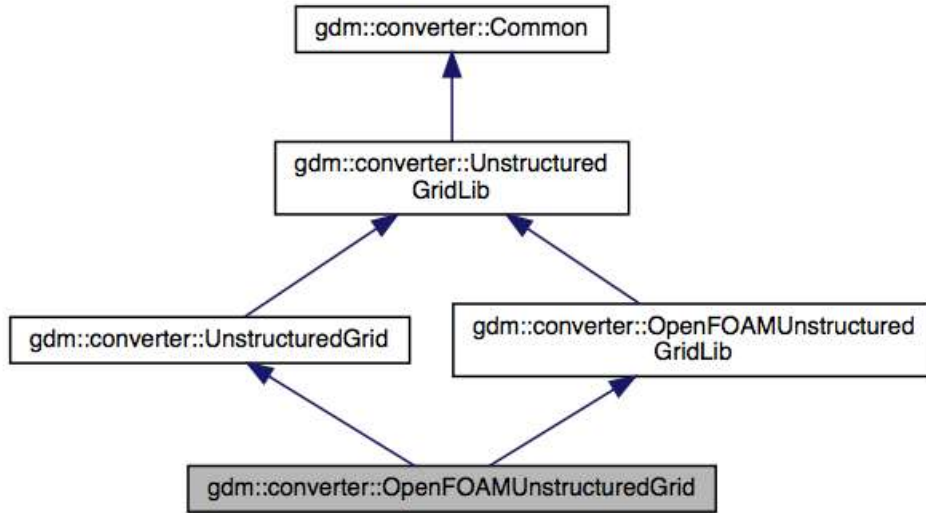 gdm::converter::Common
gdm::converter::Unstructured
GridLib
gdm::converter::UnstructuredGrid
gdm::converter::OpenFOAMUnstructured
GridLib
gdm::converter::OpenFOAMUnstructuredGrid